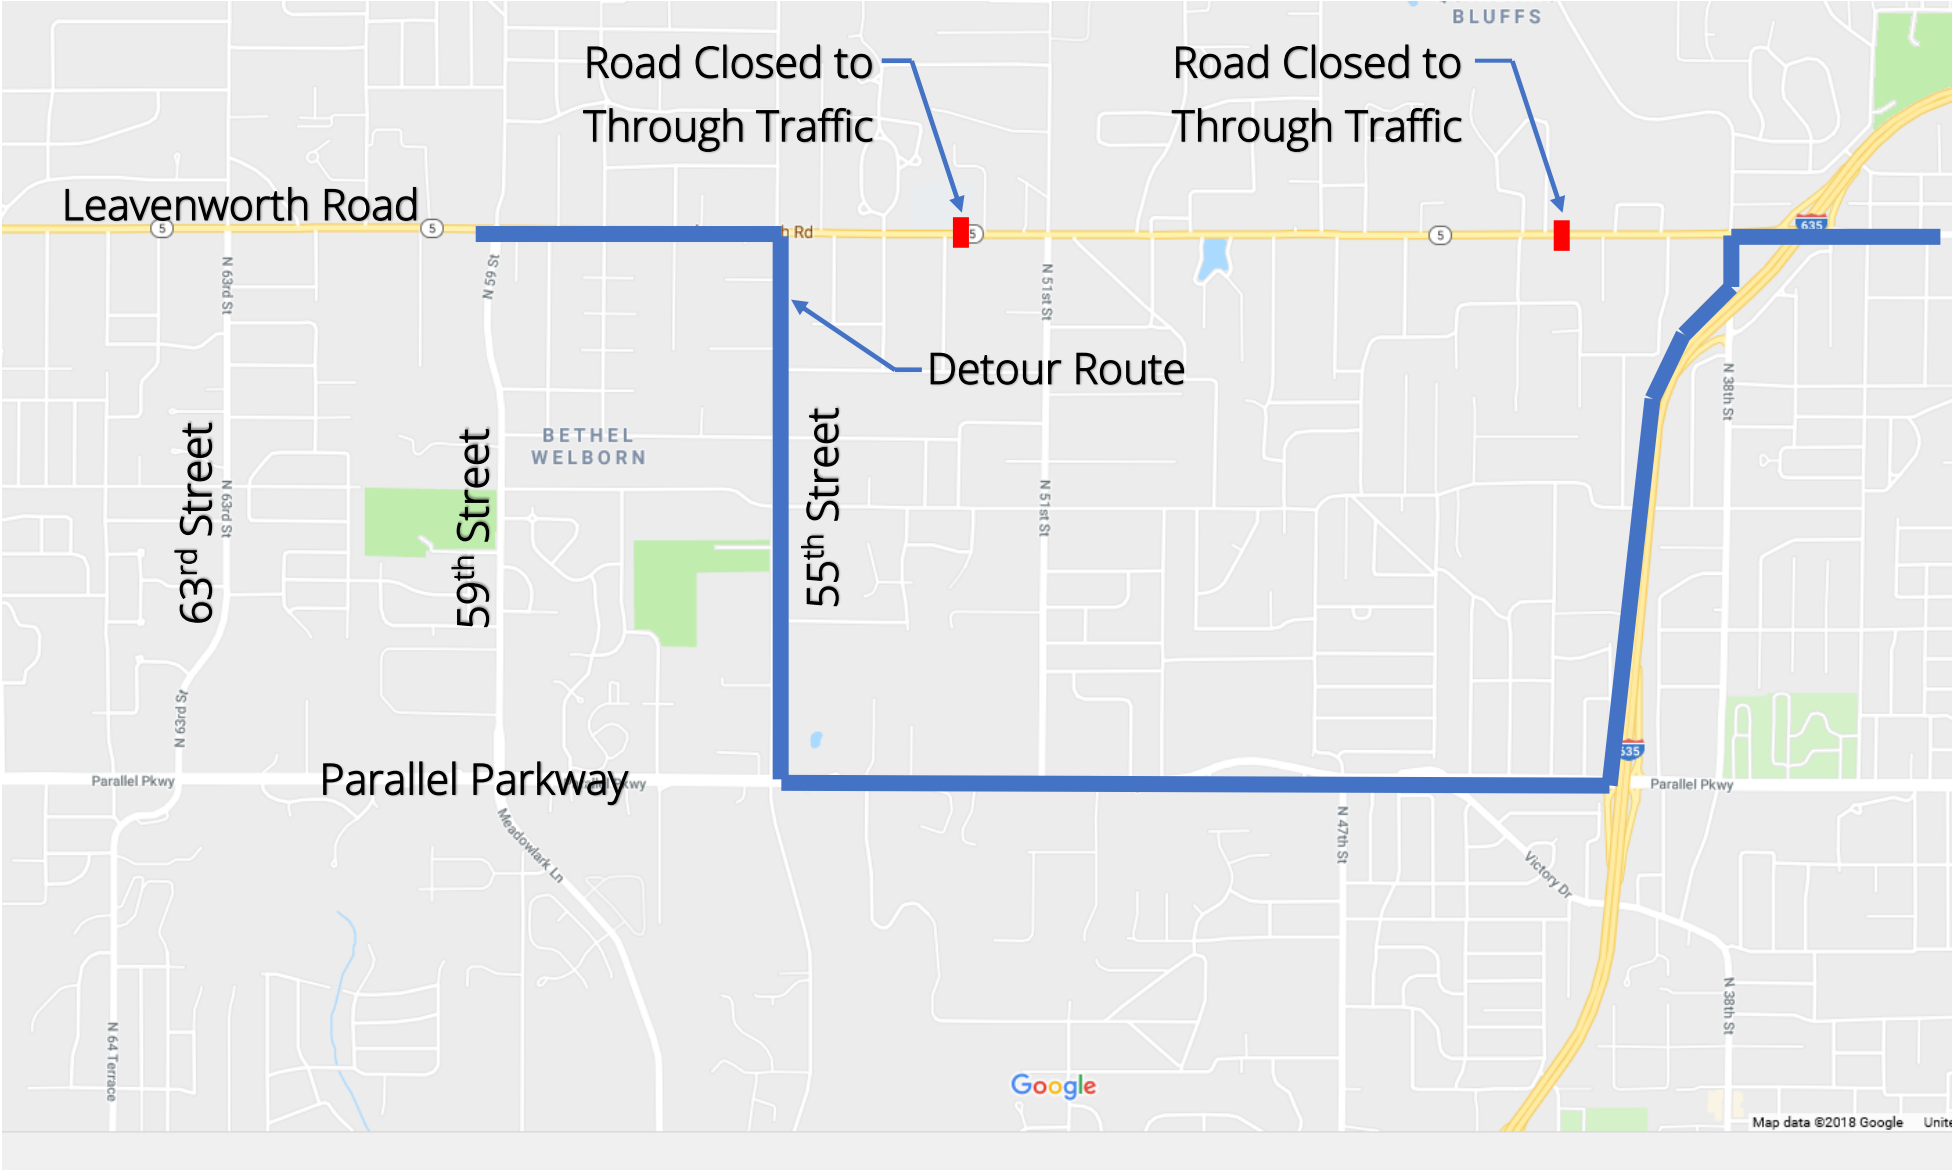 BLUFFS
Road Closed to
Through Traffic
Road Closed to
Through Traffic
Leavenworth Road
5
5
h Rd
5
5
635
N 63rd St
N 59 St
N 51st St
Detour Route
N 38th St
BETHEL
WELBORN
63rd Street
N 63rd St
59th Street
55th Street
N 51st St
N 63rd St
635
Parallel Pkwy
Parallel Parkway
Pkwy
Parallel Pkwy
Meadowlark Ln
N 47th St
Victory Dr
N 38th St
N 64 Terrace
Google
Map data ©2018 Google
Unite